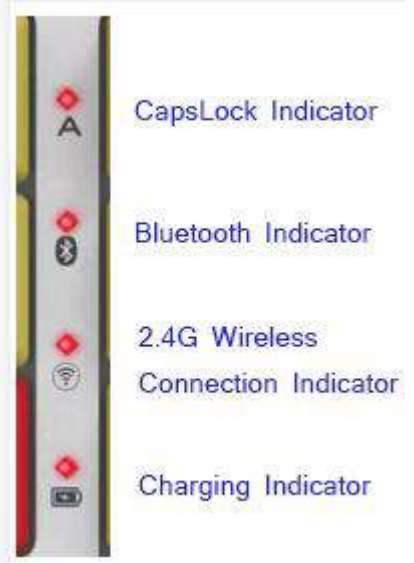 A
CapsLock Indicator
Bluetooth Indicator
2.4G Wireless
Connection Indicator
Charging Indicator